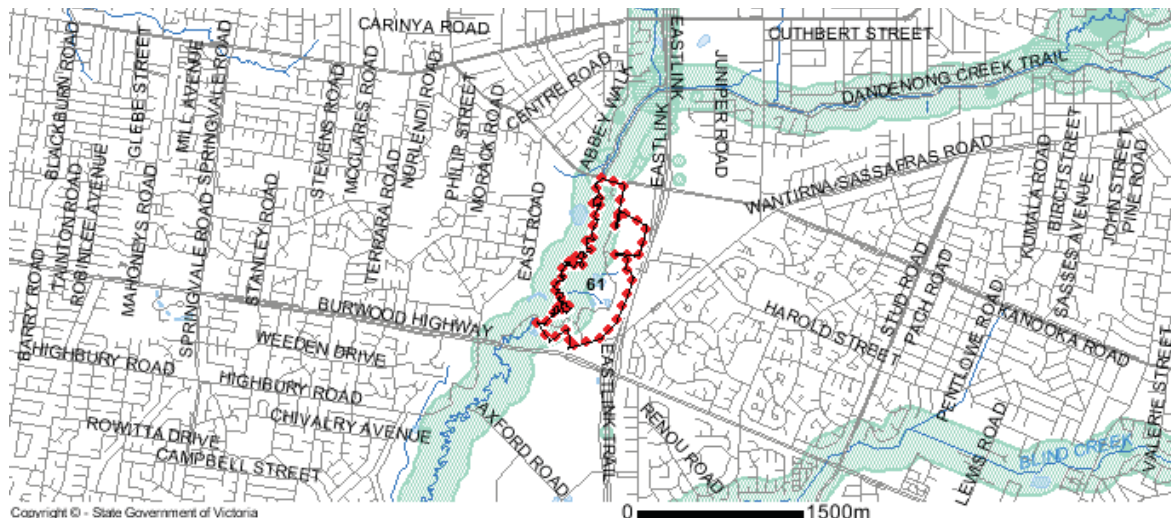 CARINYA ROAD
EASTLINK
CUTHBERT STREET
BLACKBURN ROAD
GLEBE STREET
MILL AVENUE
SPRINGVALE ROAD
STEVENS ROAD
MCCLARES ROAD
NURLENDI ROAD
PHILIP STREET
MORACK ROAD
CENTRE ROAD
ABBEY WALK
EASTLINK
JUNIPER ROAD
DANDENONG CREEK TRAIL
WANTIRNA SASSAFRAS ROAD
KUMALA ROAD
BIRCH STREET
SASSES AVENUE
JOHN STREET
PINE ROAD
TAINTON ROAD
ROBINLEE AVENUE
MAHONEYS ROAD
SPRINGVALE ROAD
STANLEY ROAD
TERRARA ROAD
EAST ROAD
61
BARRY ROAD
BURWOOD HIGHWAY
WEEDEN DRIVE
HIGHBURY ROAD
HIGHBURY ROAD
CHIVALRY AVENUE
ROWITTA DRIVE
CAMPBELL STREET
AXFORD ROAD
EASTLINK TRAIL
RENOU ROAD
HAROLD STREET
STUD ROAD
PACH ROAD
PENTLOWE ROAD
KANOOKA ROAD
LEWIS ROAD
BLIND CREEK
VALERIE STREET
Copyright © - State Government of Victoria
0 1500m